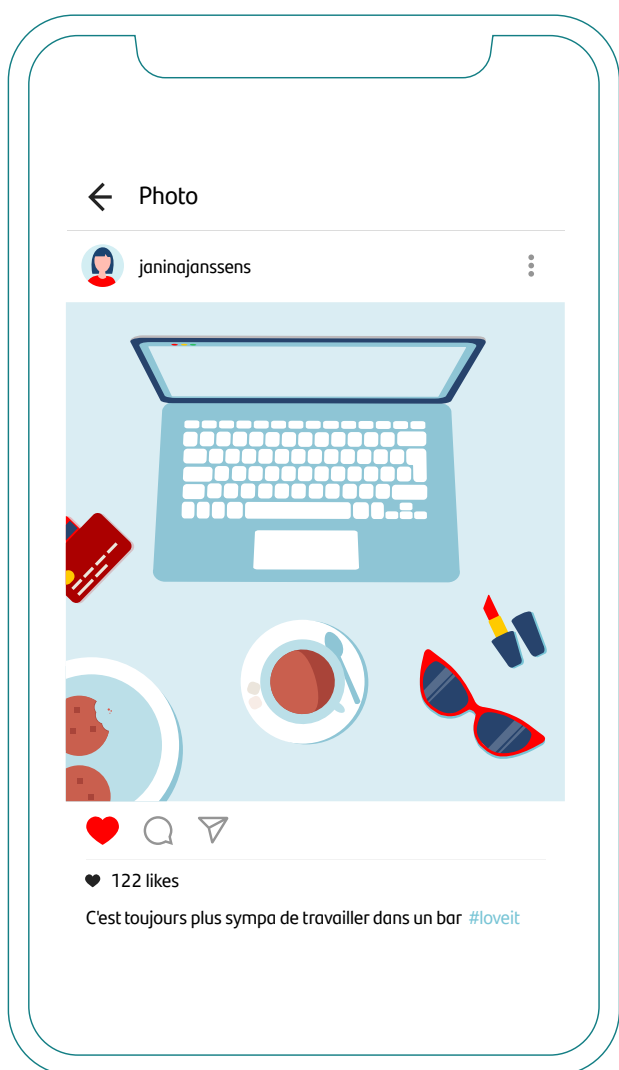 Photo
janinajanssens
122 likes
C'est toujours plus sympa de travailler dans un bar #loveit